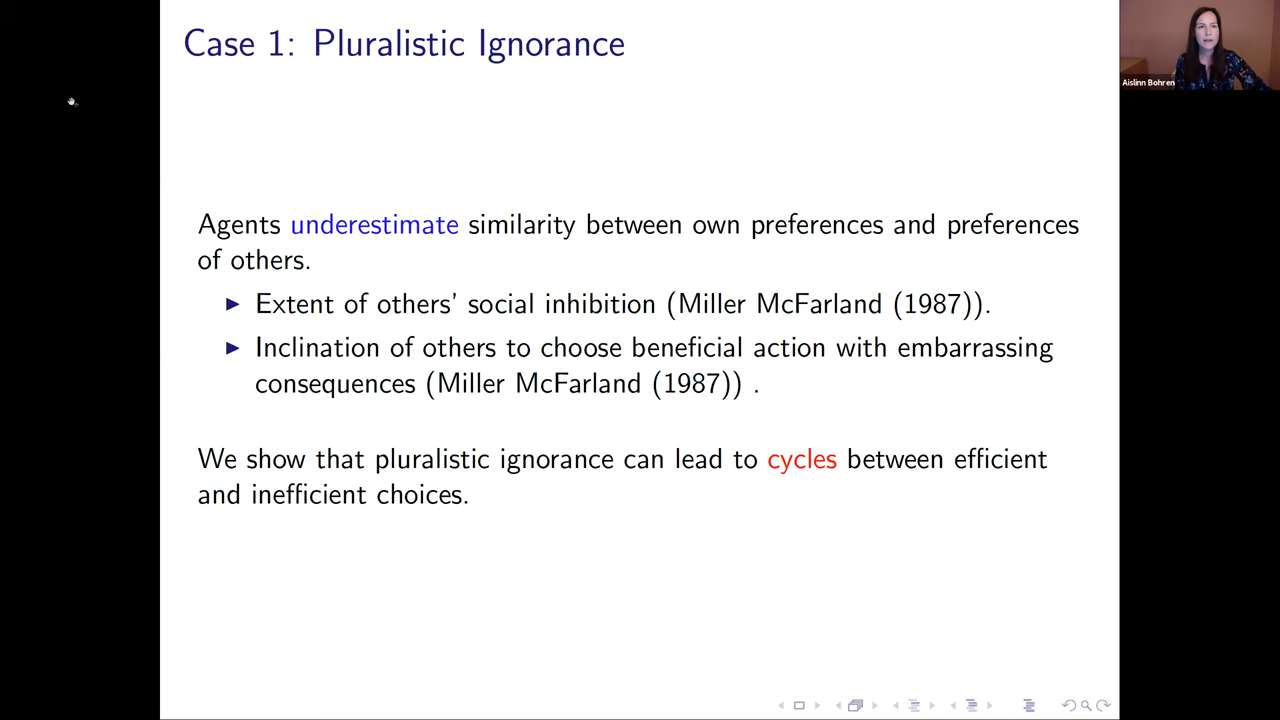 Case 1: Pluralistic Ignorance
Aislinn Bohren
Agents underestimate similarity between own preferences and preferences
of others.
Extent of others' social inhibition (Miller McFarland (1987)).
Inclination of others to choose beneficial action with embarrassing
consequences (Miller McFarland (1987)) .
We show that pluralistic ignorance can lead to cycles between efficient
and inefficient choices.